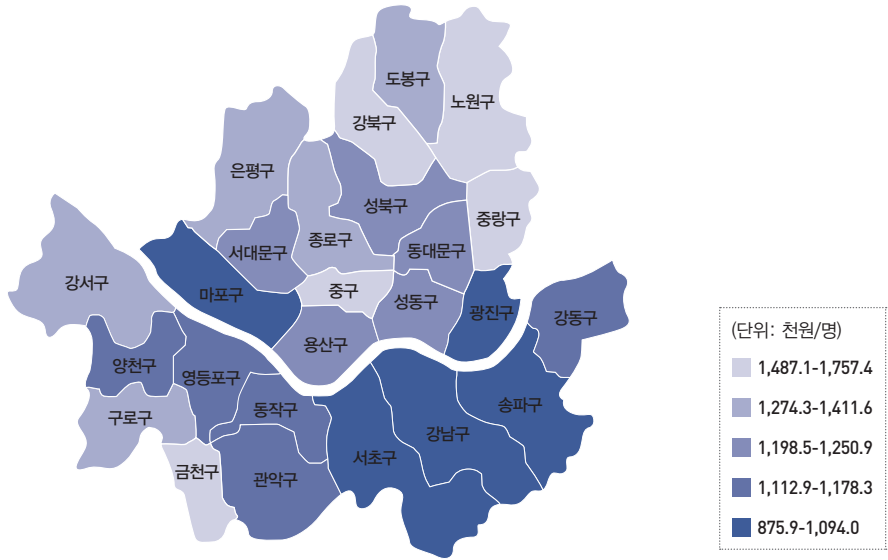 도봉구
노원구
강북구
은평구
성북구
중랑구
서대문구
종로구
동대문구
강서구
마포구
중구
성동구
광진구
강동구
용산구
양천구
영등포구
구로구
동작구
송파구
강남구
금천구
관악구
서초구
(단위: 천원/명)
1,487.1-1,757.4
1,274.3-1,411.6
1,198.5-1,250.9
1,112.9-1,178.3
875.9-1,094.0